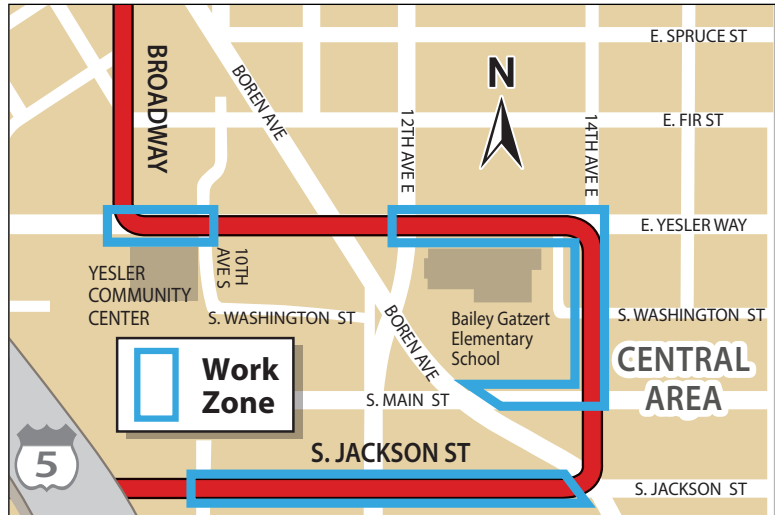 E. SPRUCE ST
BROADWAY
BOREN AVE
N
12TH AVE E
14TH AVE E
E. FIR ST
E. YESLER WAY
YESLER
COMMUNITY
CENTER
10TH
AVE S
S. WASHINGTON ST
BOREN AVE
Bailey Gatzert
Elementary
School
S. WASHINGTON ST
Work
Zone
CENTRAL
AREA
S. MAIN ST
5
S. JACKSON ST
S. JACKSON ST